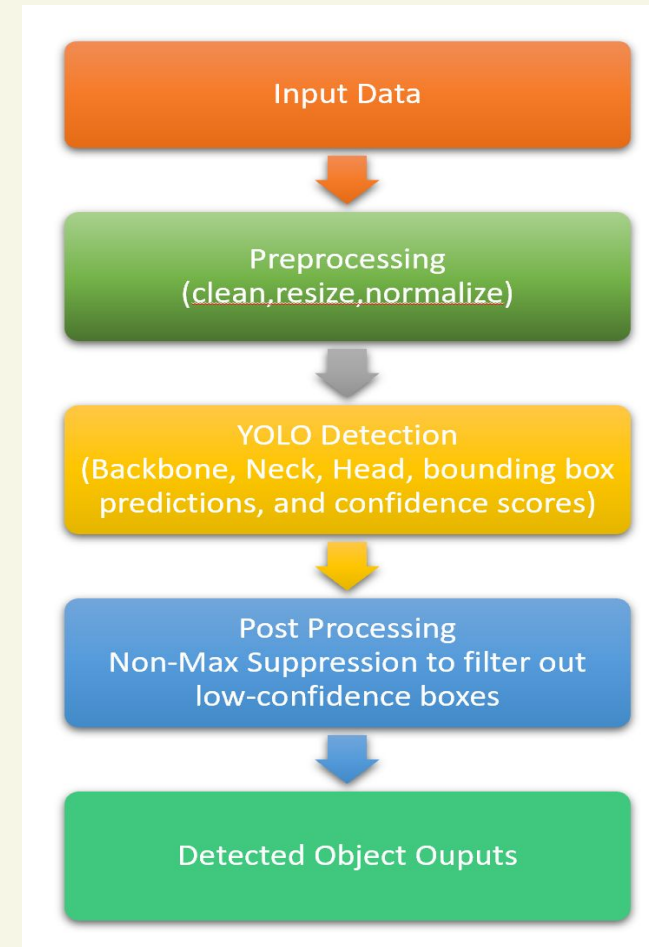 Input Data
Preprocessing
(clean,resize,normalize)
YOLO Detection
(Backbone, Neck, Head, bounding box
predictions, and confidence scores)
Post Processing
Non-Max Suppression to filter out
low-confidence boxes
Detected Object Ouputs